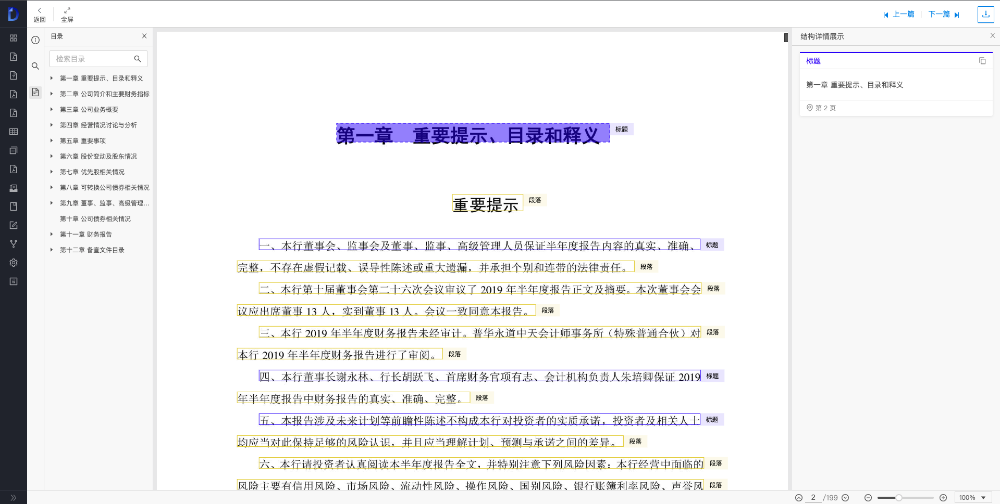 返回
全屏
上一篇
下一篇
目录
检索目录
第一章 重要提示、目录和释义
第二章 公司简介和主要财务指标
第三章 公司业务概要
第四章 经营情况讨论与分析
第五章 重要事项
第六章 股份变动及股东情况
第七章 优先股相关情况
第八章 可转换公司债券相关情况
第九章 董事、监事、高级管理...
第十章 公司债券相关情况
第十一章 财务报告
第十二章 备查文件目录
第一章 重要提示、目录和释义 标题
重要提示 段落
一、本行董事会、监事会及董事、监事、高级管理人员保证半年度报告内容的真实、准确、 标题
完整，不存在虚假记载、误导性陈述或重大遗漏，并承担个别和连带的法律责任。 段落
二、本行第十届董事会第二十六次会议审议了 2019 年半年度报告正文及摘要。本次董事会会 段落
议应出席董事 13 人，实到董事 13 人。会议一致同意本报告。 段落
三、本行 2019 年半年度财务报告未经审计。普华永道中天会计师事务所（特殊普通合伙）对 段落
本行 2019 年半年度财务报告进行了审阅。 段落
四、本行董事长谢永林、行长胡跃飞、首席财务官项有志、会计机构负责人朱培卿保证 2019 标题
年半年度报告中财务报告的真实、准确、完整。 段落
五、本报告涉及未来计划等前瞻性陈述不构成本行对投资者的实质承诺，投资者及相关人士 标题
均应当对此保持足够的风险认识，并且应当理解计划、预测与承诺之间的差异。 段落
六、本行请投资者认真阅读本半年度报告全文，并特别注意下列风险因素：本行经营中面临的 段落
风险主要有信用风险、市场风险、流动性风险、操作风险、国别风险、银行账簿利率风险、声誉风 段落
结构详情展示
标题
第一章 重要提示、目录和释义
第 2 页
2 /199
100%